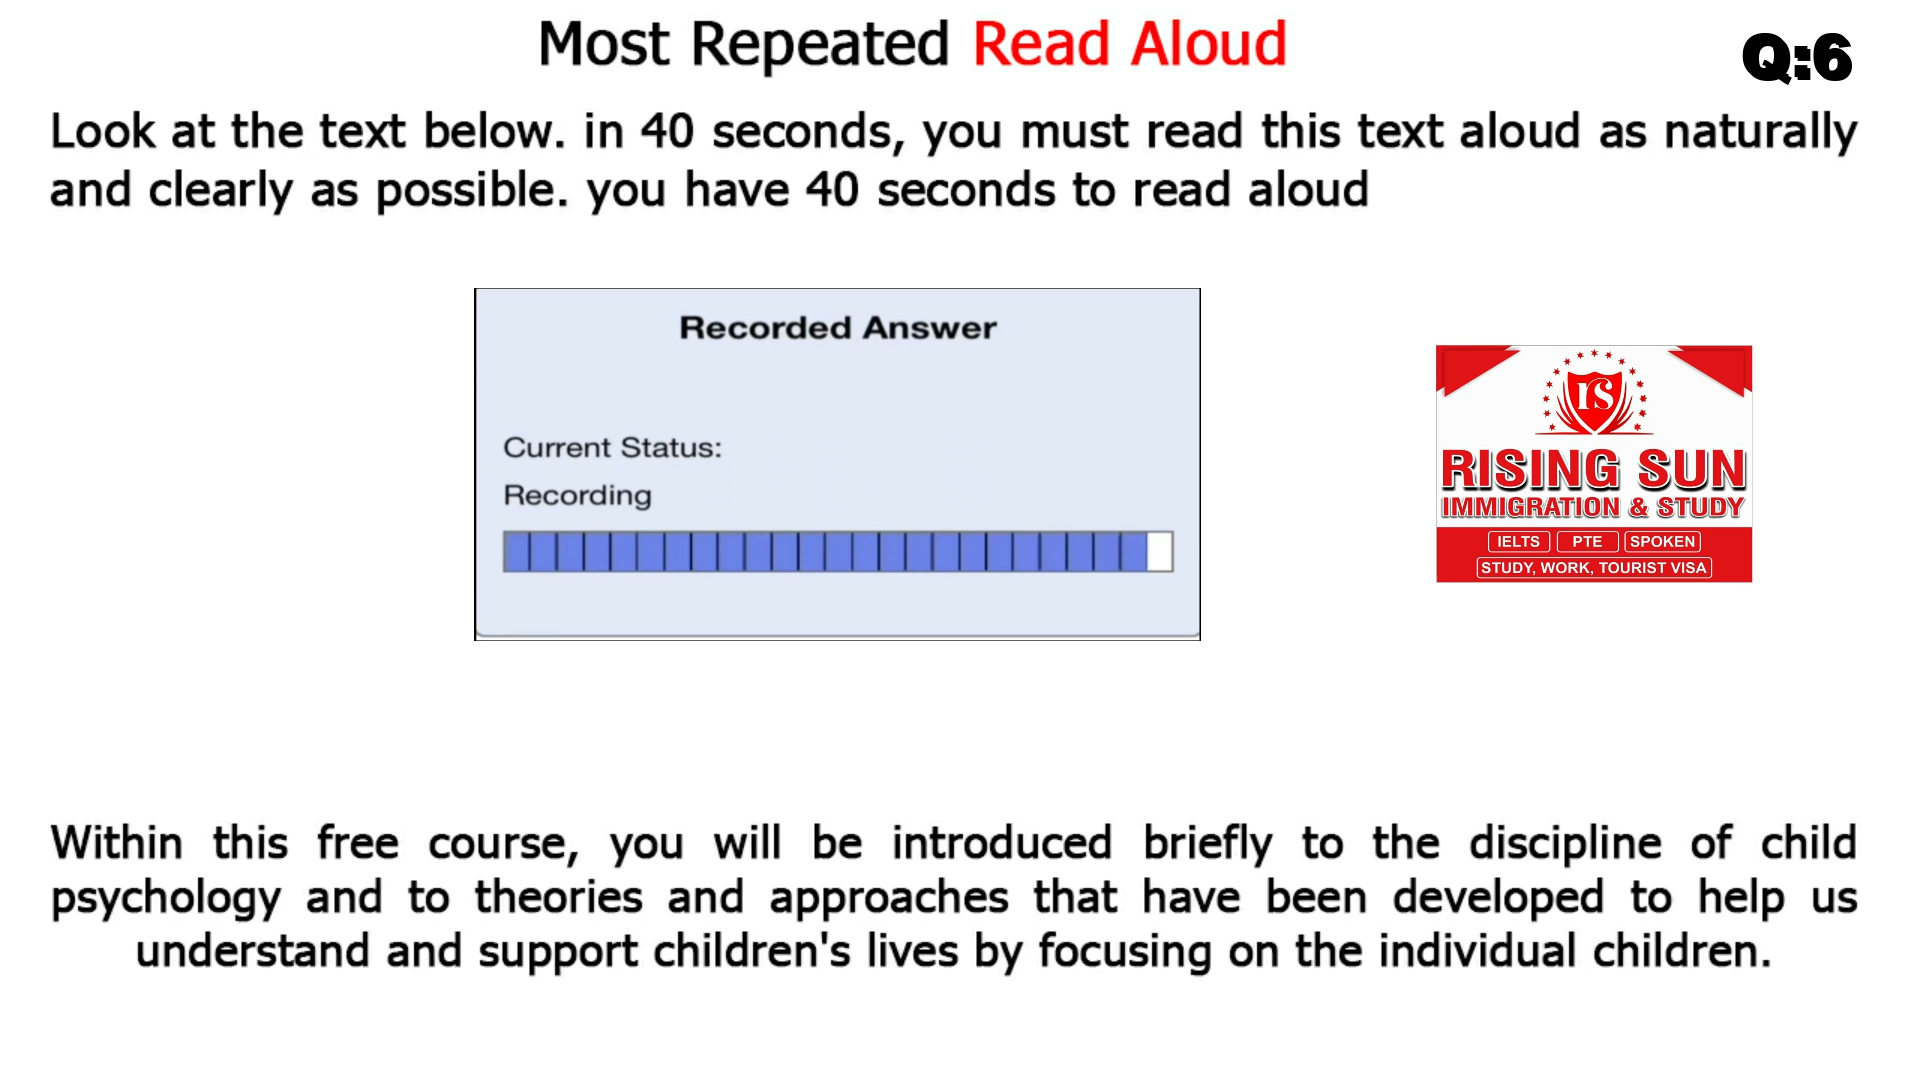 Most Repeated Read Aloud
Q:6
Look at the text below. in 40 seconds, you must read this text aloud as naturally
and clearly as possible. you have 40 seconds to read aloud
Recorded Answer
Current Status:
Recording
rs
RISING SUN
IMMIGRATION & STUDY
IELTS PTE SPOKEN
STUDY, WORK, TOURIST VISA
Within this free course, you will be introduced briefly to the discipline of child
psychology and to theories and approaches that have been developed to help us
understand and support children's lives by focusing on the individual children.